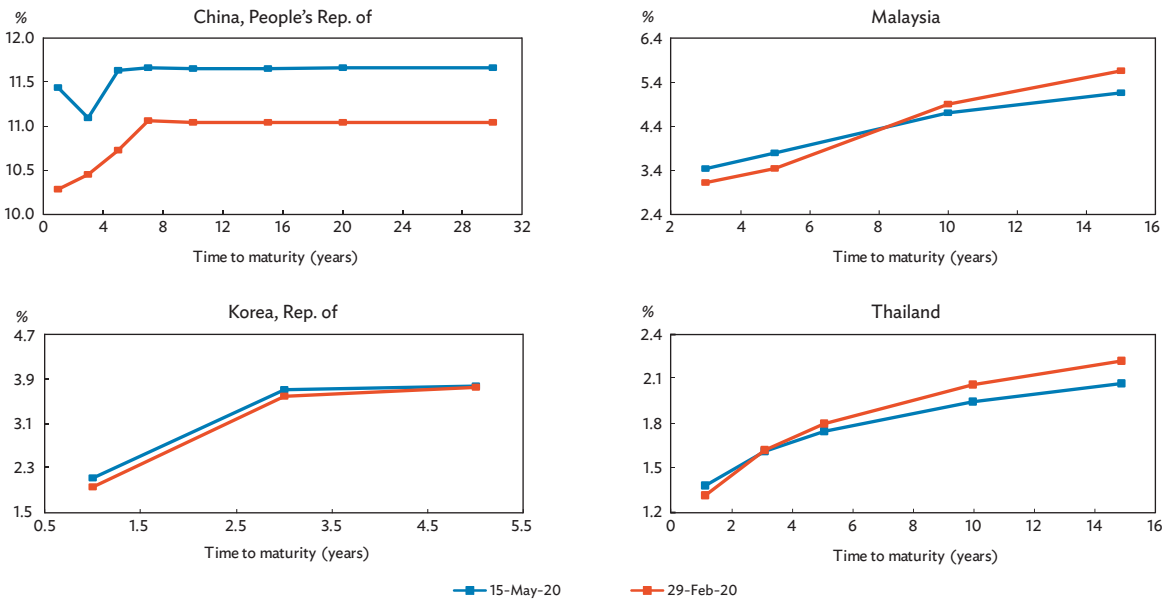 China, People's Rep. of
%
12.0
11.5
11.0
10.5
10.0
0 4 8 12 16 20 24 28 32
Time to maturity (years)
Malaysia
%
6.4
5.4
4.4
3.4
2.4
2 4 6 8 10 12 14 16
Time to maturity (years)
Korea, Rep. of
%
4.7
3.9
3.1
2.3
1.5
0.5 1.5 2.5 3.5 4.5 5.5
Time to maturity (years)
Thailand
%
2.4
2.1
1.8
1.5
1.2
0 2 4 6 8 10 12 14 16
Time to maturity (years)
15-May-20 29-Feb-20